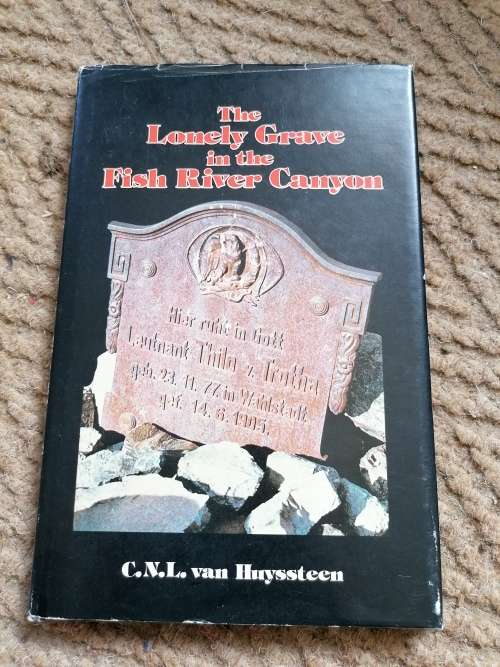 The
Lonely Grave
in the
Fish River Canyon
Hier ruht in Gott
Leutnant Thilo v. Trotha
geb. 23. 11. 77 in Wahlstadt
gef. 14. 6. 1905.
C.N.L. van Huyssteen